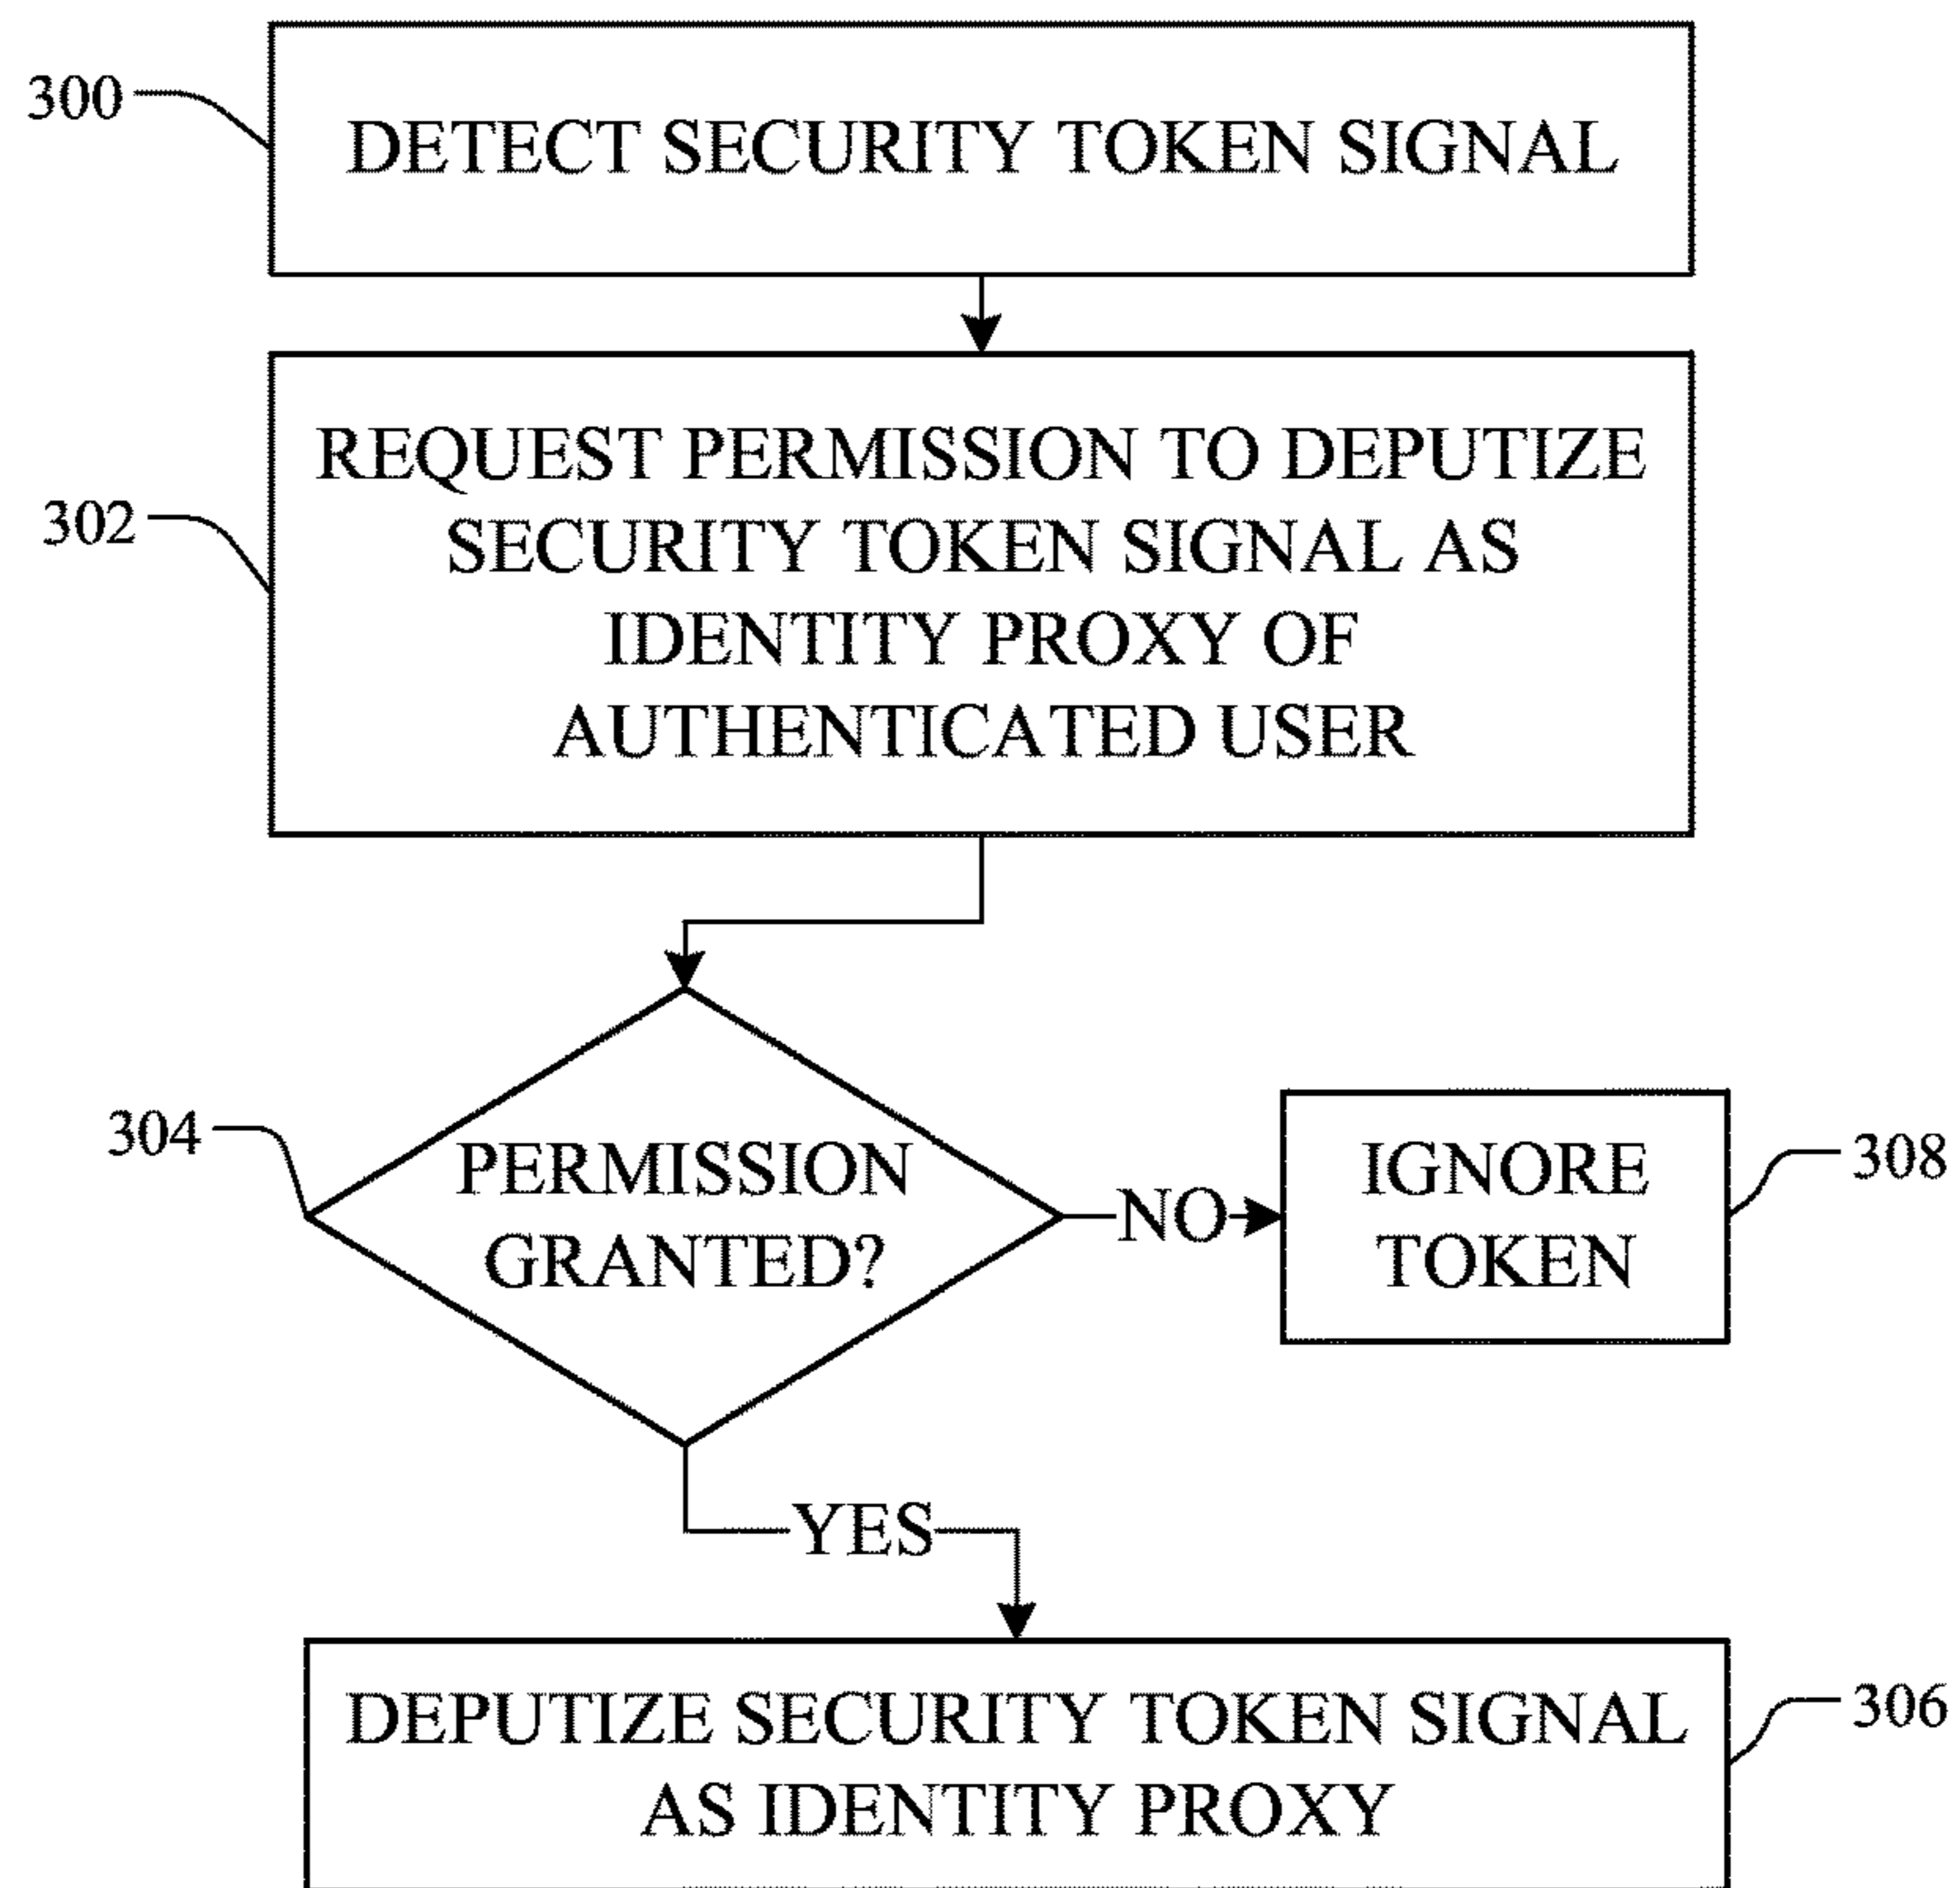 300
DETECT SECURITY TOKEN SIGNAL
302
REQUEST PERMISSION TO DEPUTIZE
SECURITY TOKEN SIGNAL AS
IDENTITY PROXY OF
AUTHENTICATED USER
304
PERMISSION
GRANTED?
NO
IGNORE
TOKEN
308
YES
DEPUTIZE SECURITY TOKEN SIGNAL
AS IDENTITY PROXY
306